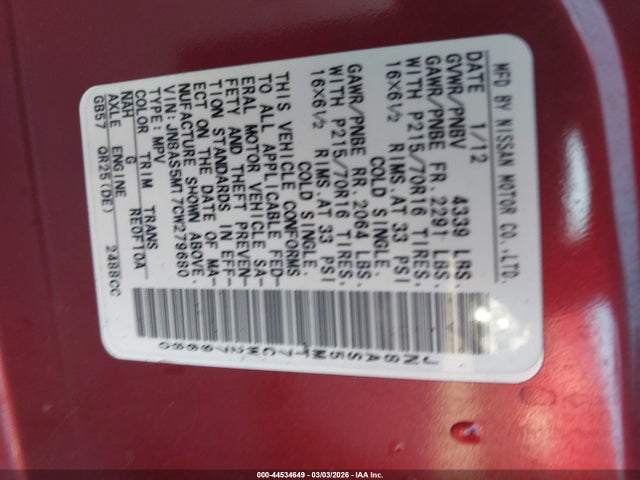 MFD BY NISSAN MOTOR CO.,LTD.
DATE 1/12
GVWR/PNBV 4339 LBS.
GAWR/PNBE FR. 2291 LBS.
WITH P215/70R16 TIRES.
16X6½ RIMS.AT 33 PSI
COLD SINGLE.
GAWR/PNBE RR. 2064 LBS.
WITH P215/70R16 TIRES.
16X6½ RIMS.AT 33 PSI
COLD SINGLE.
THIS VEHICLE CONFORMS
TO ALL APPLICABLE FED-
ERAL MOTOR VEHICLE SA-
FETY AND THEFT PREVEN-
TION STANDARDS IN EFF-
ECT ON THE DATE OF MA-
NUFACTURE SHOWN ABOVE.
VIN:JN8AS5MT7CW279680
TYPE:MPV
COLOR TRIM TRANS
NAH G RE0F10A
AXLE ENGINE
GB57 QR25(DE) 2488CC
JN8AS5MT7CW279680
000-44534649 | 03/03/2026 | IAA Inc.